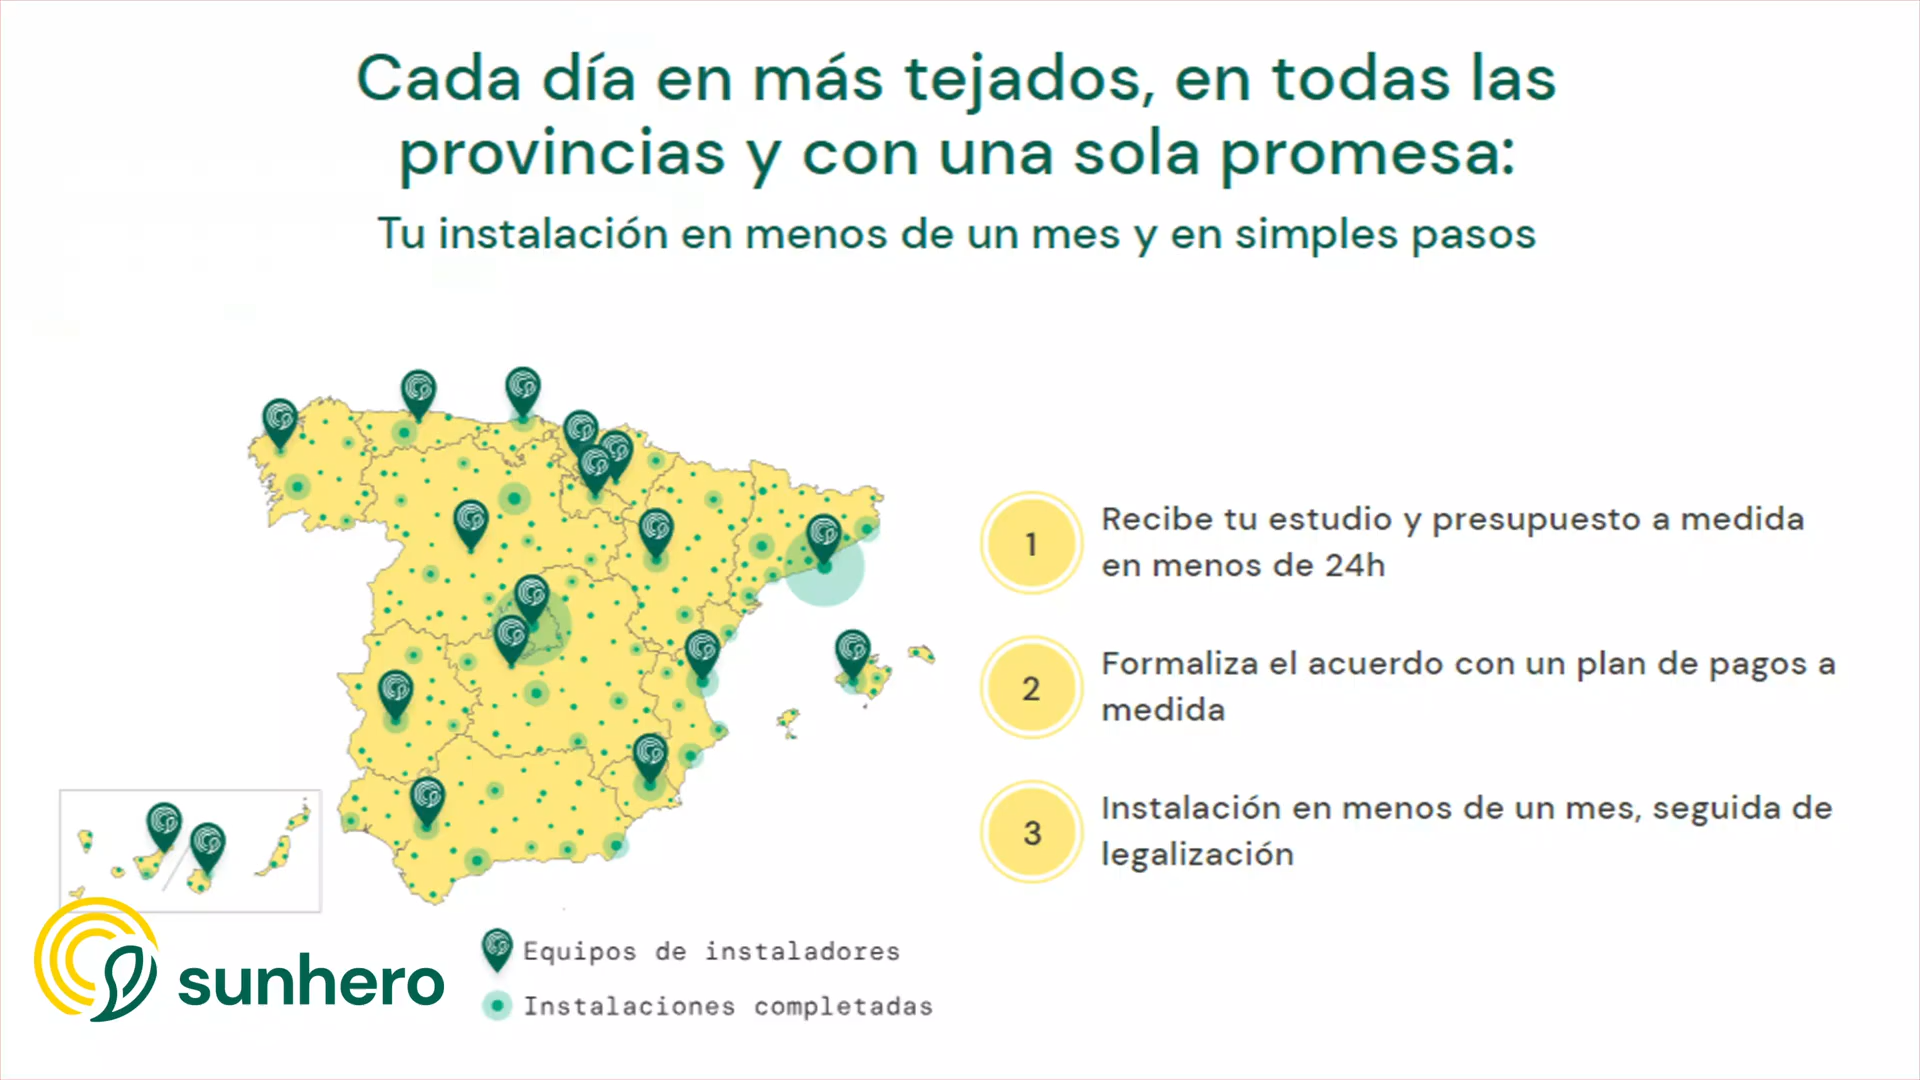 Cada día en más tejados, en todas las
provincias y con una sola promesa:
Tu instalación en menos de un mes y en simples pasos
1
Recibe tu estudio y presupuesto a medida
en menos de 24h
2
Formaliza el acuerdo con un plan de pagos a
medida
3
Instalación en menos de un mes, seguida de
legalización
Equipos de instaladores
Instalaciones completadas
sunhero